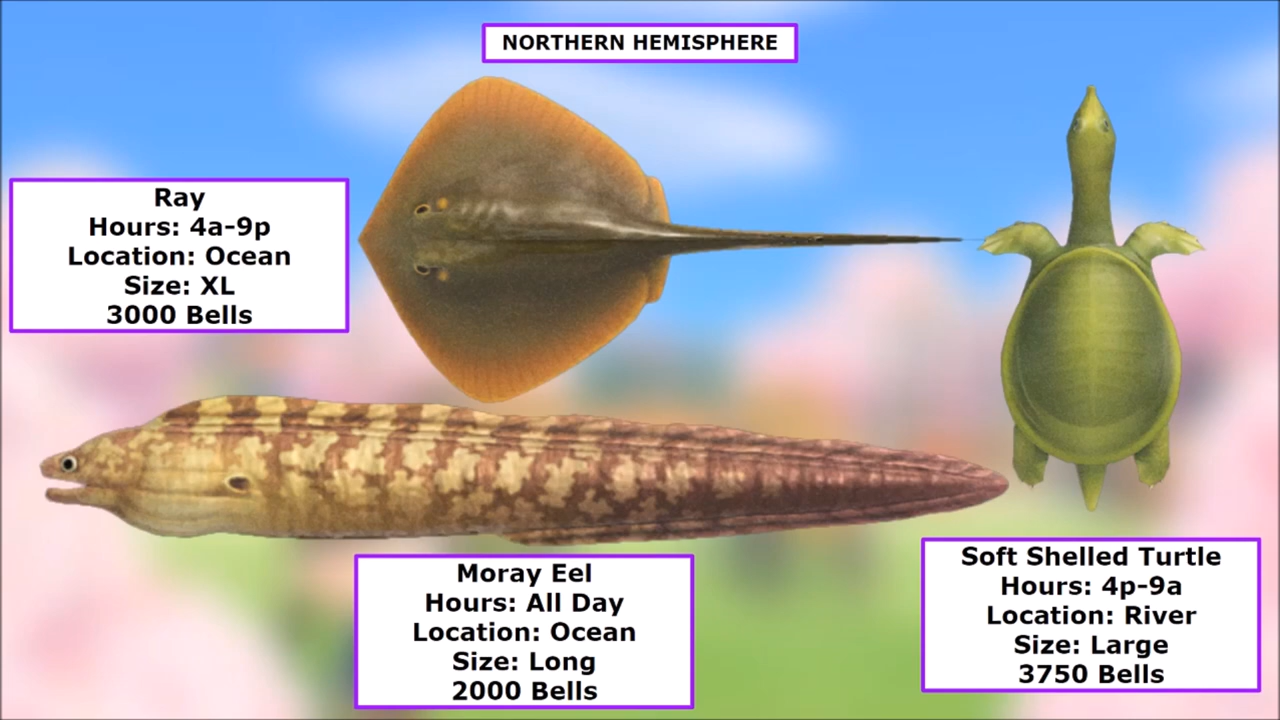 NORTHERN HEMISPHERE
Ray
Hours: 4a-9p
Location: Ocean
Size: XL
3000 Bells
Moray Eel
Hours: All Day
Location: Ocean
Size: Long
2000 Bells
Soft Shelled Turtle
Hours: 4p-9a
Location: River
Size: Large
3750 Bells